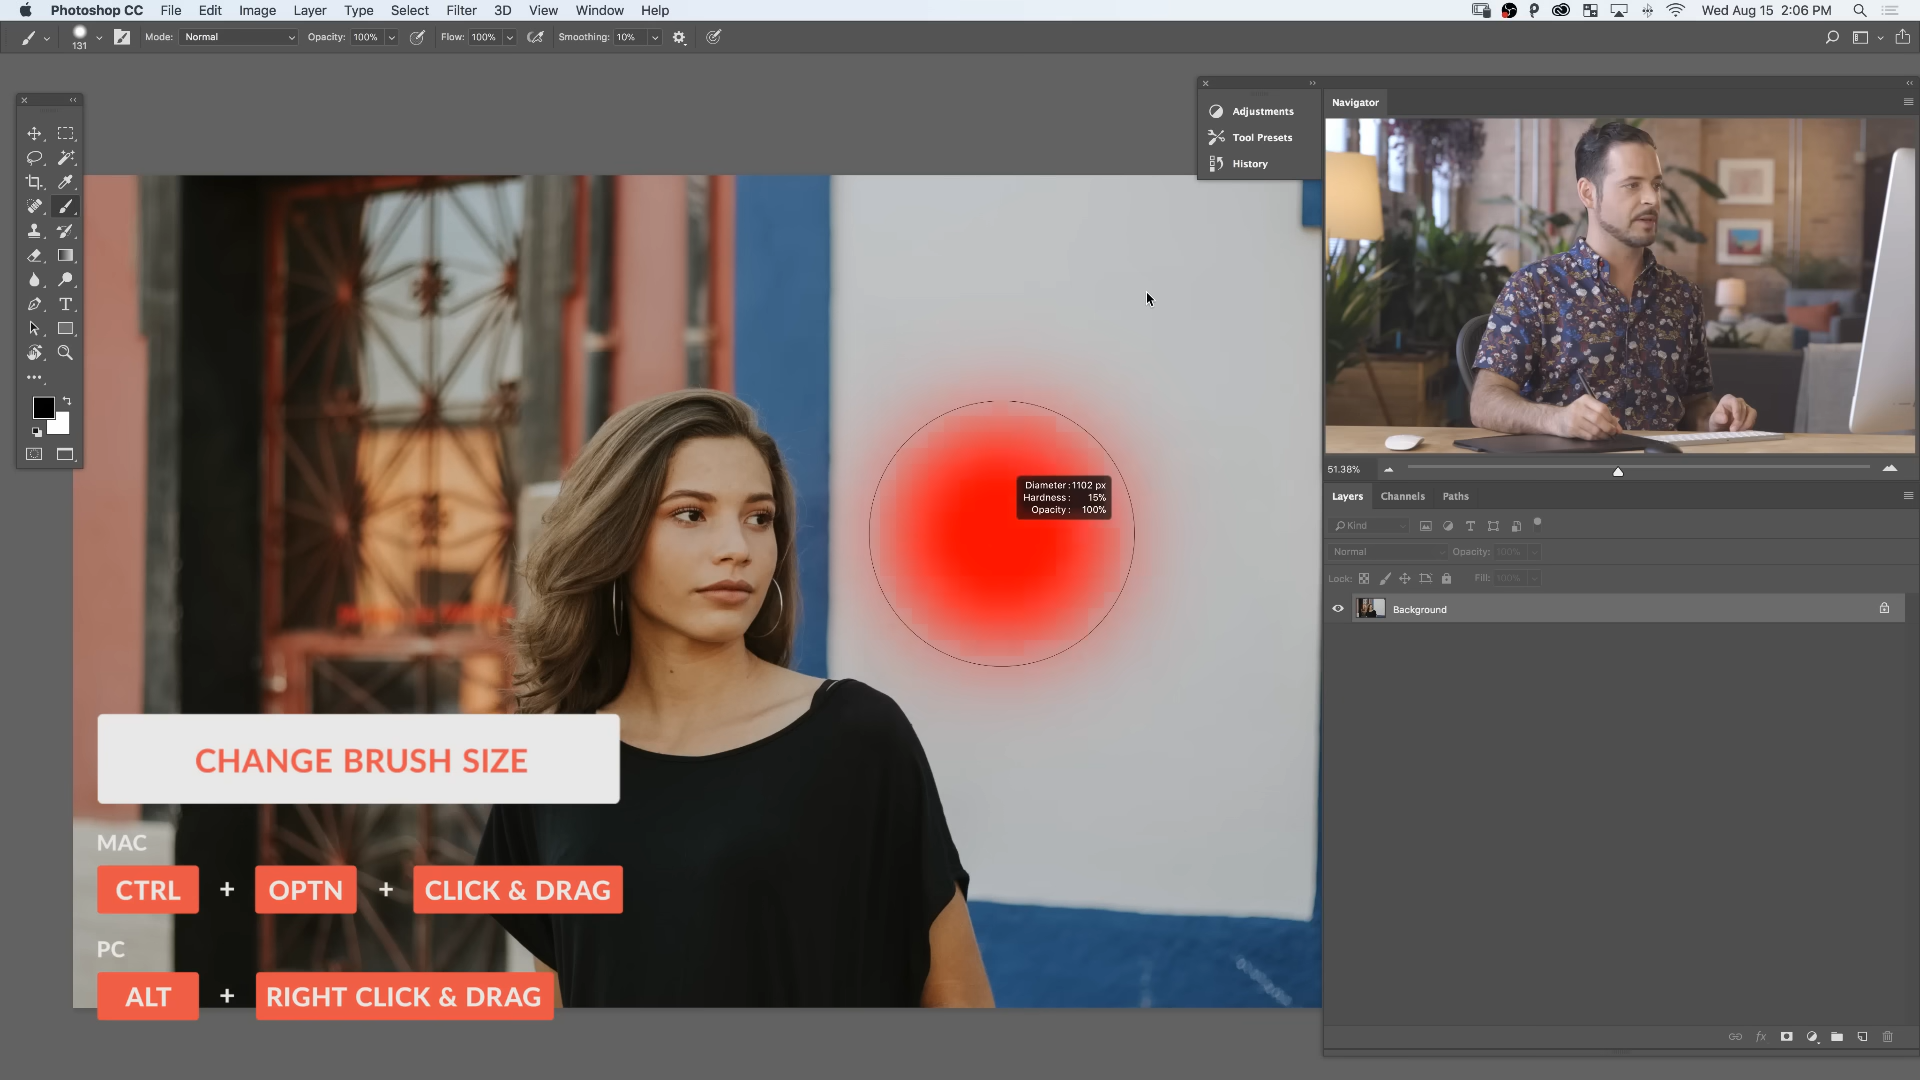 Photoshop CC File Edit Image Layer Type Select Filter 3D View Window Help Wed Aug 15 2:06 PM
131 Mode: Normal Opacity: 100% Flow: 100% Smoothing: 10%
Adjustments
Tool Presets
History
Navigator
51.38%
Layers Channels Paths
Kind
Normal Opacity: 100%
Lock: Fill: 100%
Background
Diameter: 1102 px
Hardness: 15%
Opacity: 100%
CHANGE BRUSH SIZE
MAC
CTRL + OPTN + CLICK & DRAG
PC
ALT + RIGHT CLICK & DRAG